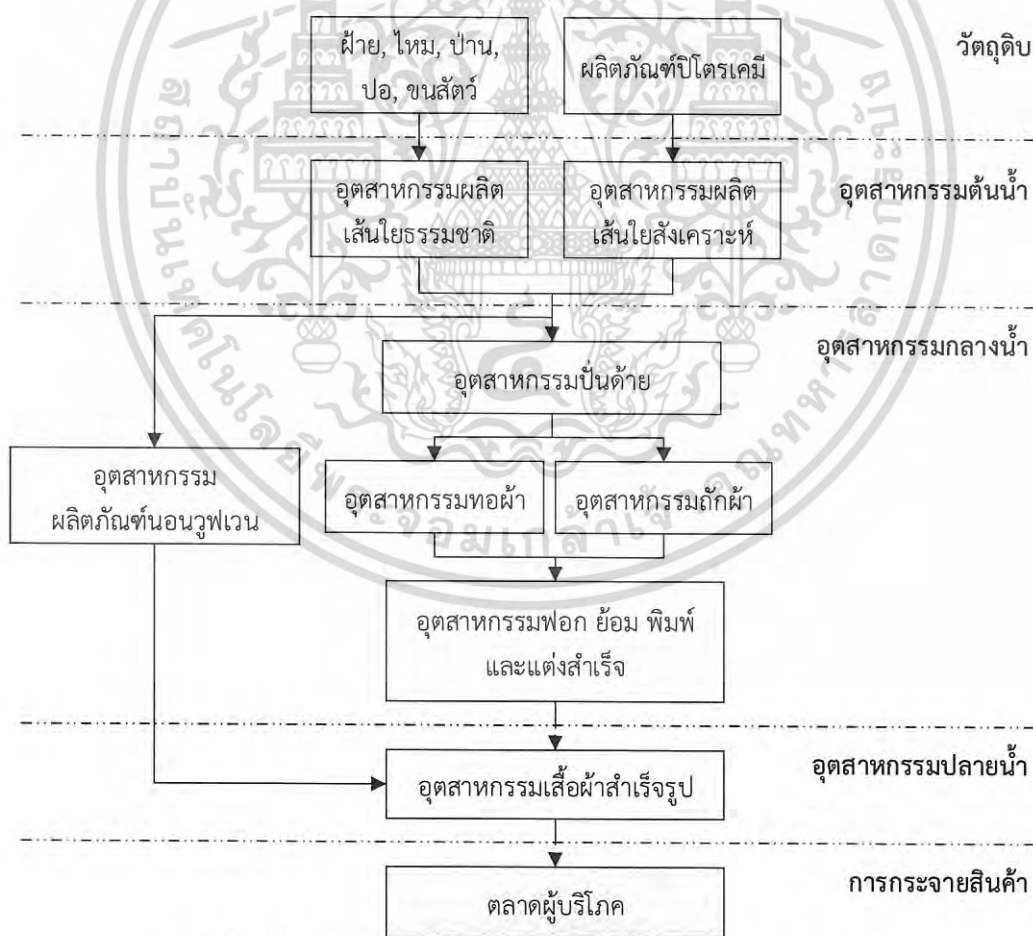 ฝ้าย, ไหม, ป่าน,
ปอ, ขนสัตว์
ผลิตภัณฑ์ปิโตรเคมี
วัตถุดิบ
อุตสาหกรรมผลิต
เส้นใยธรรมชาติ
อุตสาหกรรมผลิต
เส้นใยสังเคราะห์
อุตสาหกรรมต้นน้ำ
อุตสาหกรรมกลางน้ำ
อุตสาหกรรมปั่นด้าย
อุตสาหกรรม
ผลิตภัณฑ์นอนวูฟเวน
อุตสาหกรรมทอผ้า
อุตสาหกรรมถักผ้า
อุตสาหกรรมฟอก ย้อม พิมพ์
และแต่งสำเร็จ
อุตสาหกรรมปลายน้ำ
อุตสาหกรรมเสื้อผ้าสำเร็จรูป
การกระจายสินค้า
ตลาดผู้บริโภค